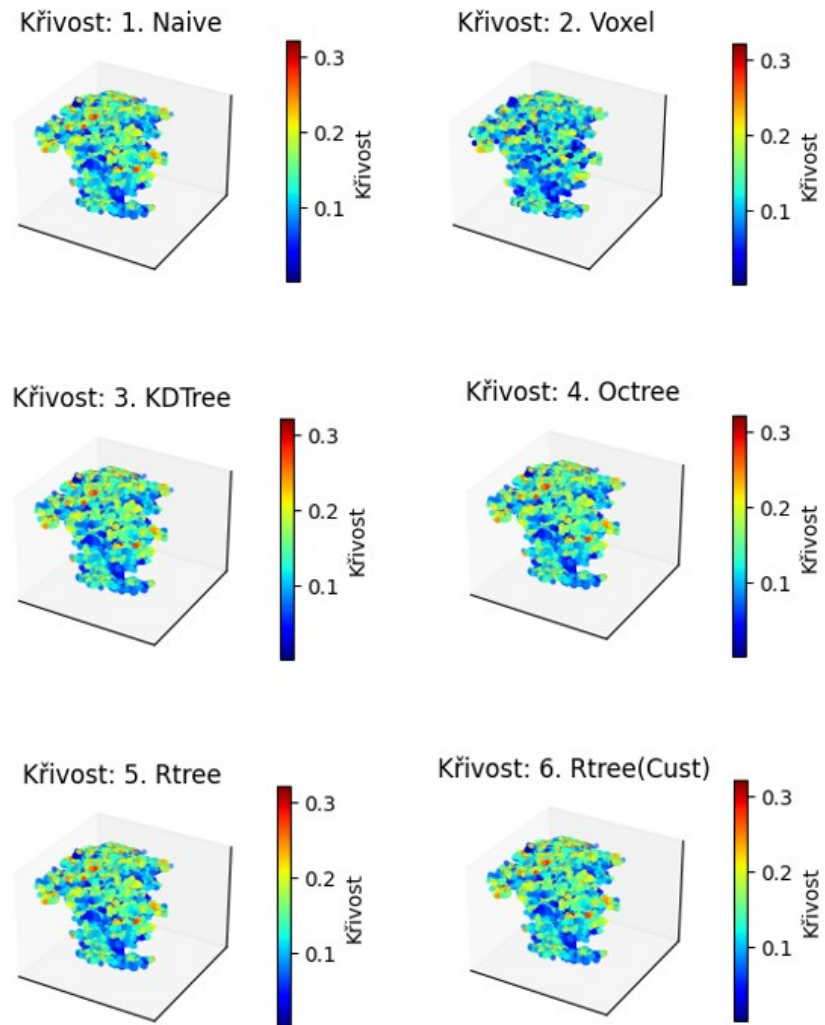 Křivost: 1. Naive
0.3
0.2
0.1
Křivost
Křivost: 2. Voxel
0.3
0.2
0.1
Křivost
Křivost: 3. KDTree
0.3
0.2
0.1
Křivost
Křivost: 4. Octree
0.3
0.2
0.1
Křivost
Křivost: 5. Rtree
0.3
0.2
0.1
Křivost
Křivost: 6. Rtree(Cust)
0.3
0.2
0.1
Křivost